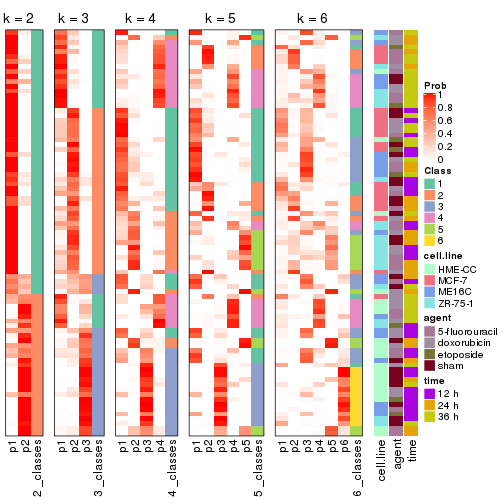 k = 2
k = 3
k = 4
k = 5
k = 6
p1
p2
2_classes
p1
p2
p3
3_classes
p1
p2
p3
p4
4_classes
p1
p2
p3
p4
p5
5_classes
p1
p2
p3
p4
p5
p6
6_classes
cell.line
agent
time
Prob
1
0.8
0.6
0.4
0.2
0
Class
1
2
3
4
5
6
cell.line
HME-CC
MCF-7
ME16C
ZR-75-1
agent
5-fluorouracil
doxorubicin
etoposide
sham
time
12 h
24 h
36 h